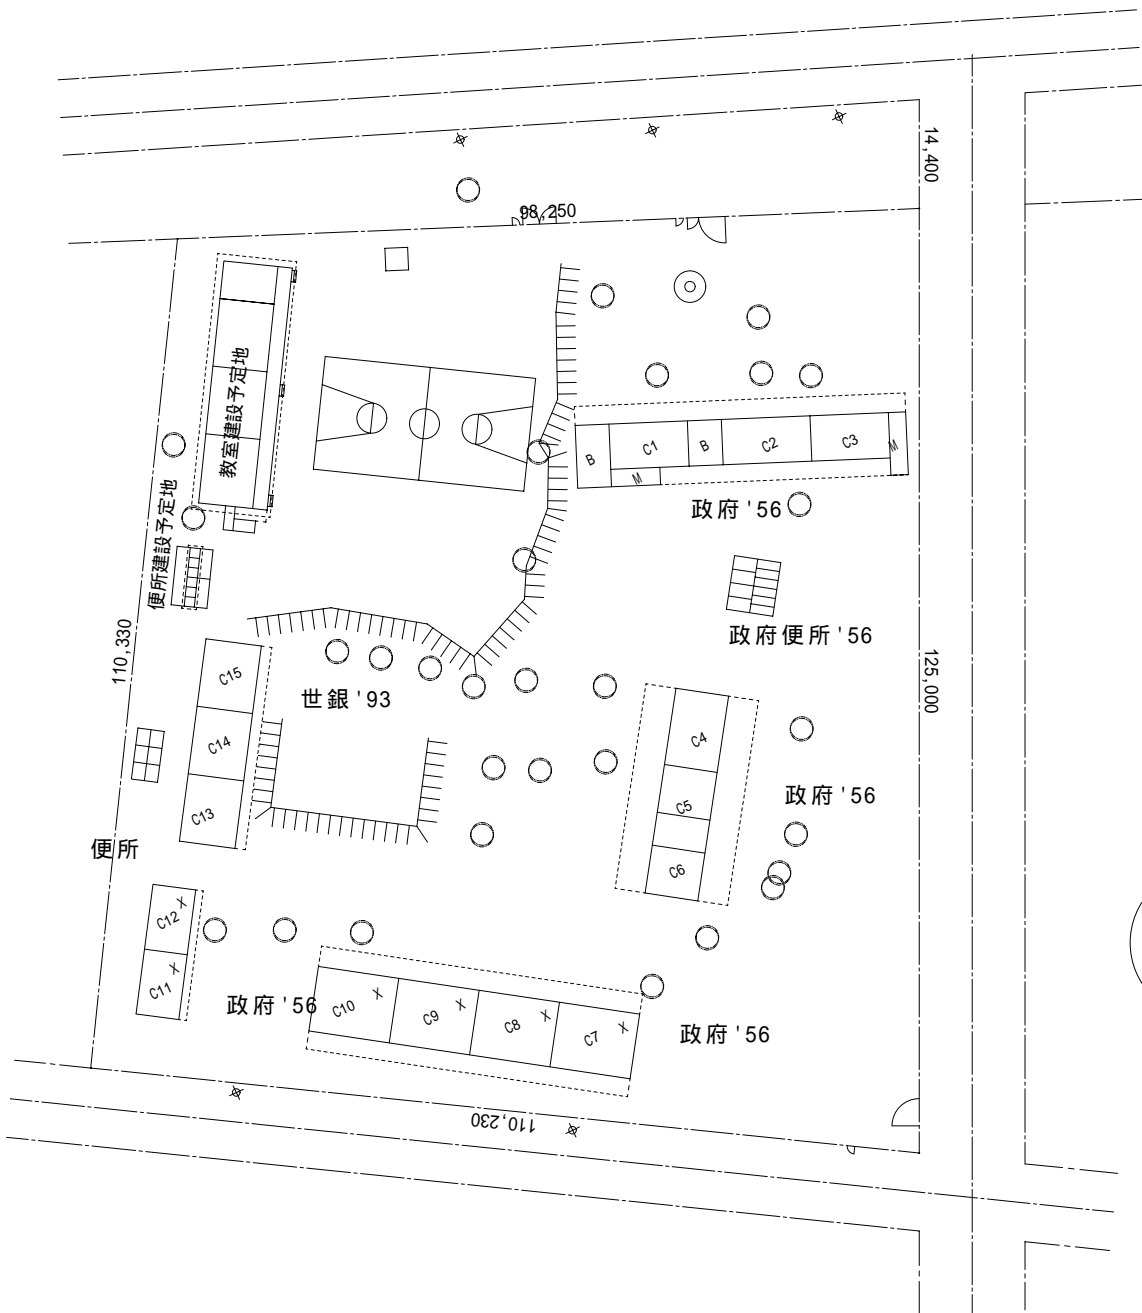 14,400
98,250
教室建設予定地
C1
B
C2
C3
B
M
M
政府'56
便所建設予定地
政府便所'56
110,330
125,000
C15
世銀'93
C14
C4
C13
C5
政府'56
便所
C6
C12
X
C11
X
政府'56
C10
X
C9
X
C8
X
C7
X
政府'56
110,230